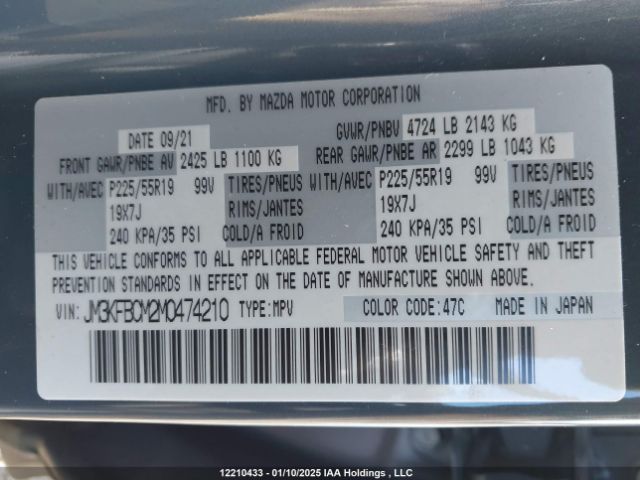 MFD. BY MAZDA MOTOR CORPORATION
DATE 09/21 GVWR/PNBV 4724 LB 2143 KG
FRONT GAWR/PNBE AV 2425 LB 1100 KG REAR GAWR/PNBE AR 2299 LB 1043 KG
WITH/AVEC P225/55R19 99V TIRES/PNEUS WITH/AVEC P225/55R19 99V TIRES/PNEUS
19X7J RIMS/JANTES 19X7J RIMS/JANTES
240 KPA/35 PSI COLD/A FROID 240 KPA/35 PSI COLD/A FROID
THIS VEHICLE CONFORMS TO ALL APPLICABLE FEDERAL MOTOR VEHICLE SAFETY AND THEFT
PREVENTION STANDARDS IN EFFECT ON THE DATE OF MANUFACTURE SHOWN ABOVE.
VIN: JM3KFBCM2M0474210 TYPE:MPV COLOR CODE:47C MADE IN JAPAN
12210433 - 01/10/2025 IAA Holdings , LLC